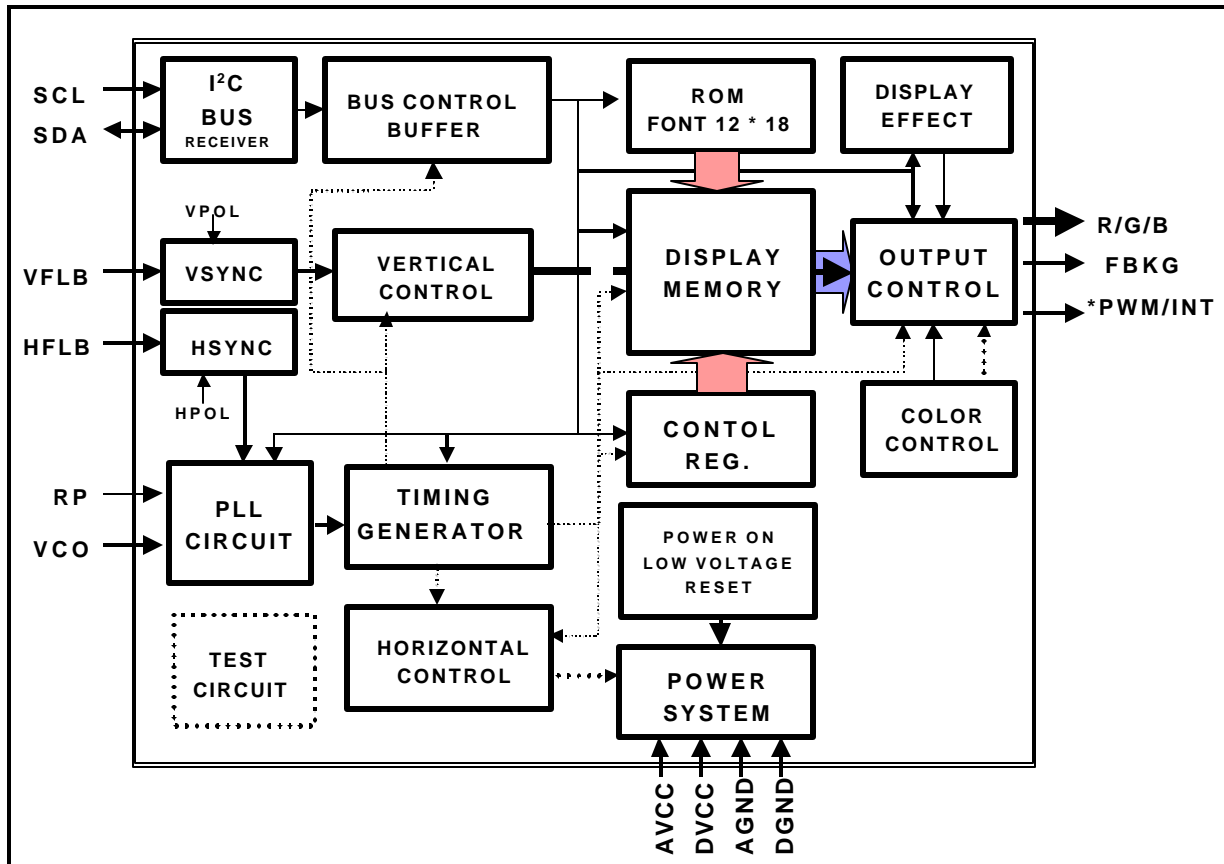 SCL
SDA
I²C
BUS
RECEIVER
BUS CONTROL
BUFFER
ROM
FONT 12 * 18
DISPLAY
EFFECT
VPOL
VFLB
VSYNC
VERTICAL
CONTROL
DISPLAY
MEMORY
OUTPUT
CONTROL
R/G/B
FBKG
*PWM/INT
HFLB
HSYNC
HPOL
CONTOL
REG.
COLOR
CONTROL
RP
VCO
PLL
CIRCUIT
TIMING
GENERATOR
POWER ON
LOW VOLTAGE
RESET
TEST
CIRCUIT
HORIZONTAL
CONTROL
POWER
SYSTEM
AVCC
DVCC
AGND
DGND